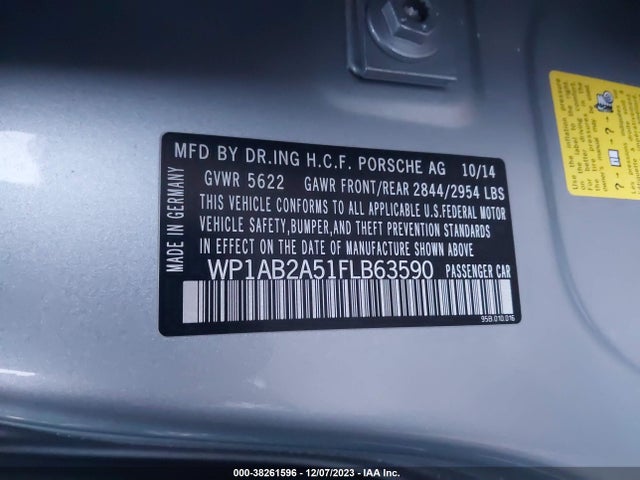 MFD BY DR.ING H.C.F. PORSCHE AG 10/14
GVWR 5622 GAWR FRONT/REAR 2844/2954 LBS
THIS VEHICLE CONFORMS TO ALL APPLICABLE U.S.FEDERAL MOTOR
VEHICLE SAFETY,BUMPER,AND THEFT PREVENTION STANDARDS
IN EFFECT ON THE DATE OF MANUFACTURE SHOWN ABOVE.
WP1AB2A51FLB63590 PASSENGER CAR
95B.010.016
MADE IN GERMANY
000-38261596 - 12/07/2023 - IAA Inc.